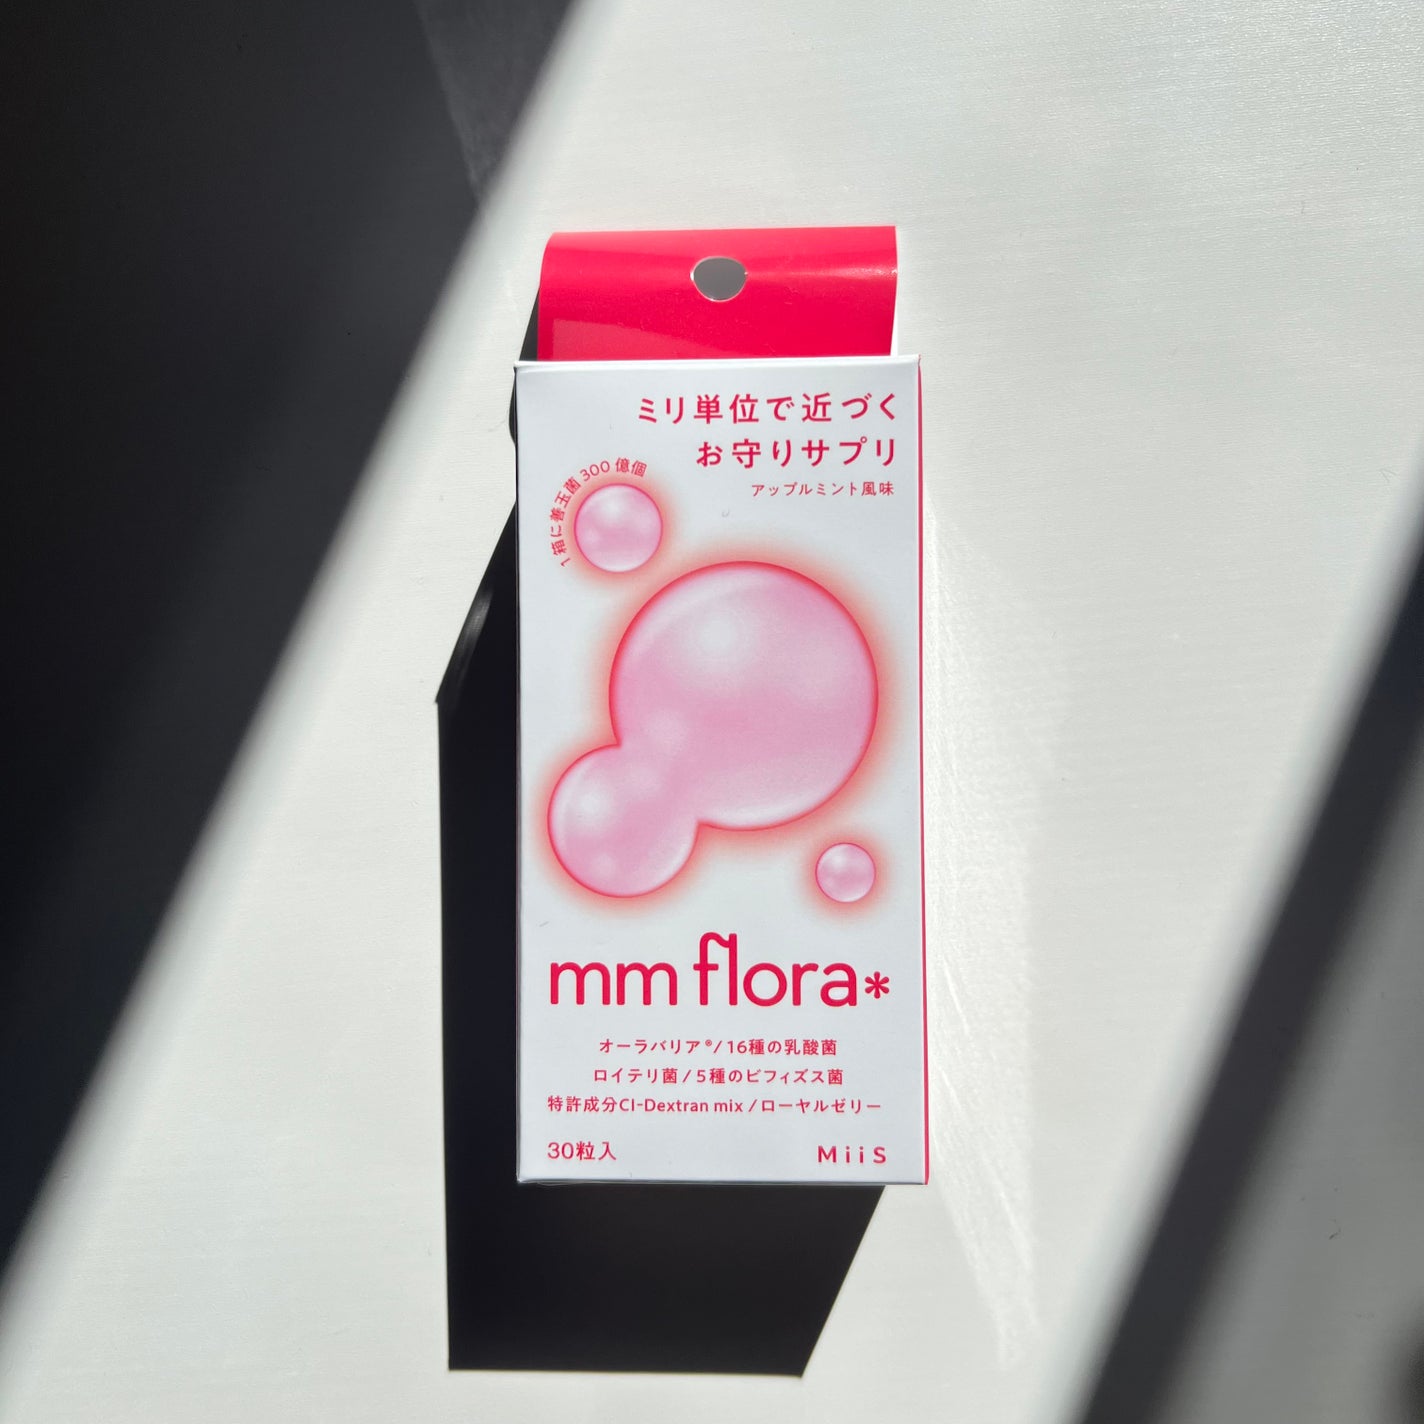 ミリ単位で近づく
お守りサプリ
アップルミント風味
1箱に善玉菌300億個
mm flora*
オーラバリア®/16種の乳酸菌
ロイテリ菌/5種のビフィズス菌
特許成分CI-Dextran mix/ローヤルゼリー
30粒入
MiiS